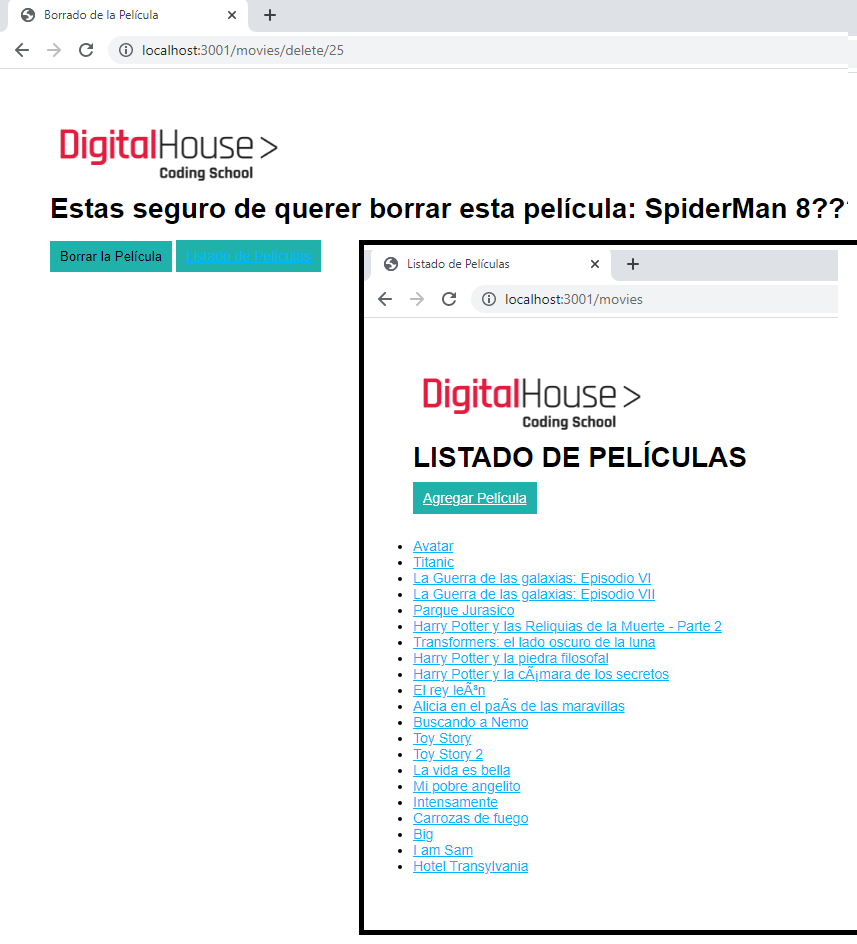 Borrado de la Película
localhost:3001/movies/delete/25
DigitalHouse>
Coding School
Estas seguro de querer borrar esta película: SpiderMan 8??
Borrar la Película
Listado de Películas
Listado de Películas
localhost:3001/movies
DigitalHouse>
Coding School
LISTADO DE PELÍCULAS
Agregar Película
Avatar
Titanic
La Guerra de las galaxias: Episodio VI
La Guerra de las galaxias: Episodio VII
Parque Jurasico
Harry Potter y las Reliquias de la Muerte - Parte 2
Transformers: el lado oscuro de la luna
Harry Potter y la piedra filosofal
Harry Potter y la cÃ¡mara de los secretos
El rey leÃ³n
Alicia en el paÃ­s de las maravillas
Buscando a Nemo
Toy Story
Toy Story 2
La vida es bella
Mi pobre angelito
Intensamente
Carrozas de fuego
Big
I am Sam
Hotel Transylvania